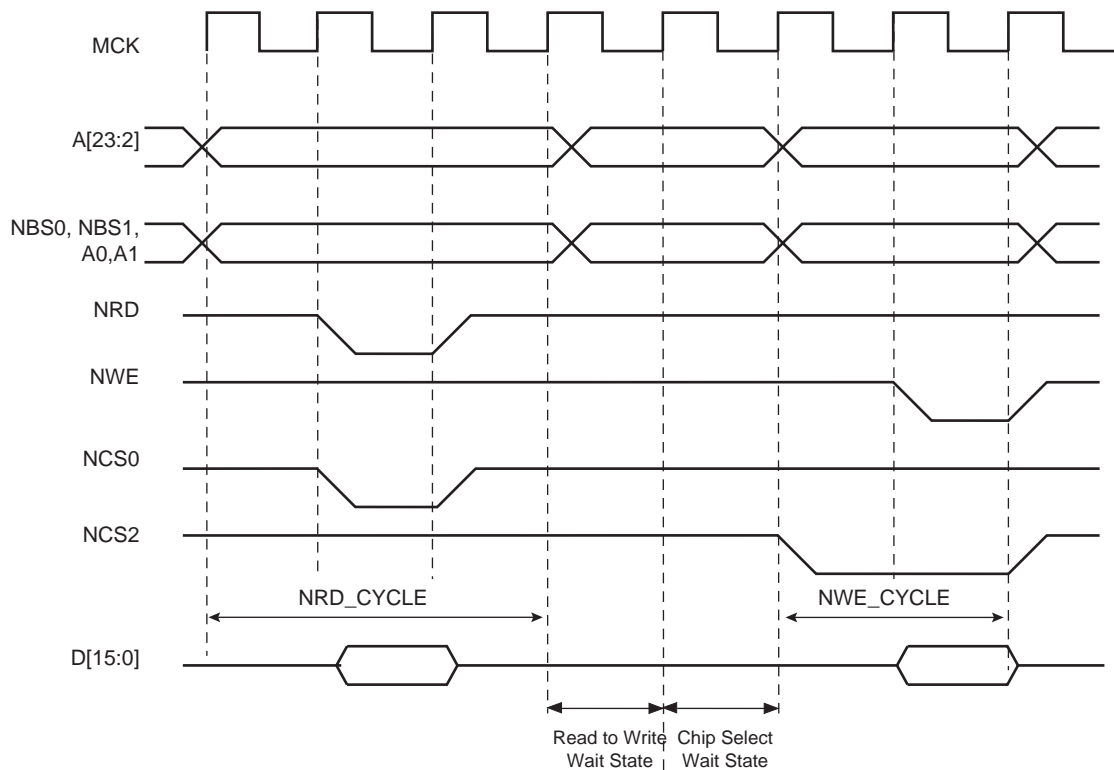 MCK
A[23:2]
NBS0, NBS1,
A0,A1
NRD
NWE
NCS0
NCS2
NRD_CYCLE
NWE_CYCLE
D[15:0]
Read to Write
Wait State
Chip Select
Wait State